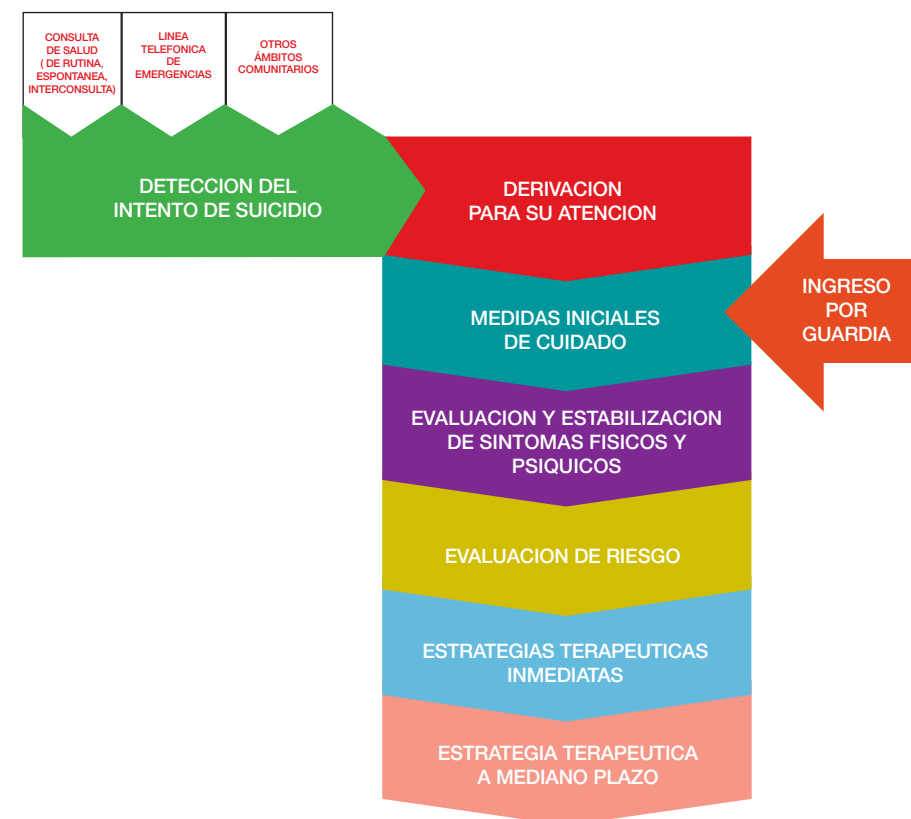 CONSULTA
DE SALUD
( DE RUTINA,
ESPONTANEA,
INTERCONSULTA)
LINEA
TELEFONICA
DE
EMERGENCIAS
OTROS
ÁMBITOS
COMUNITARIOS
DETECCION DEL
INTENTO DE SUICIDIO
DERIVACION
PARA SU ATENCION
MEDIDAS INICIALES
DE CUIDADO
INGRESO
POR
GUARDIA
EVALUACION Y ESTABILIZACION
DE SINTOMAS FISICOS Y
PSIQUICOS
EVALUACION DE RIESGO
ESTRATEGIAS TERAPEUTICAS
INMEDIATAS
ESTRATEGIA TERAPEUTICA
A MEDIANO PLAZO